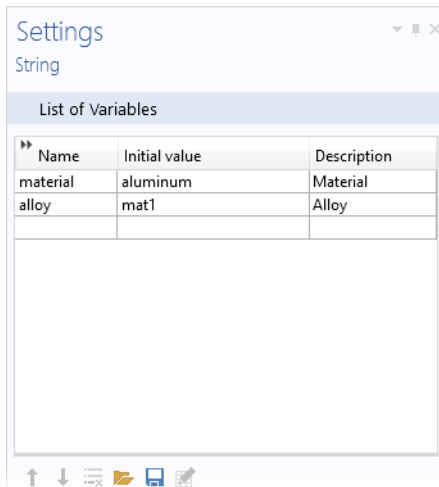 Settings
String
List of Variables
Name Initial value Description
material aluminum Material
alloy mat1 Alloy